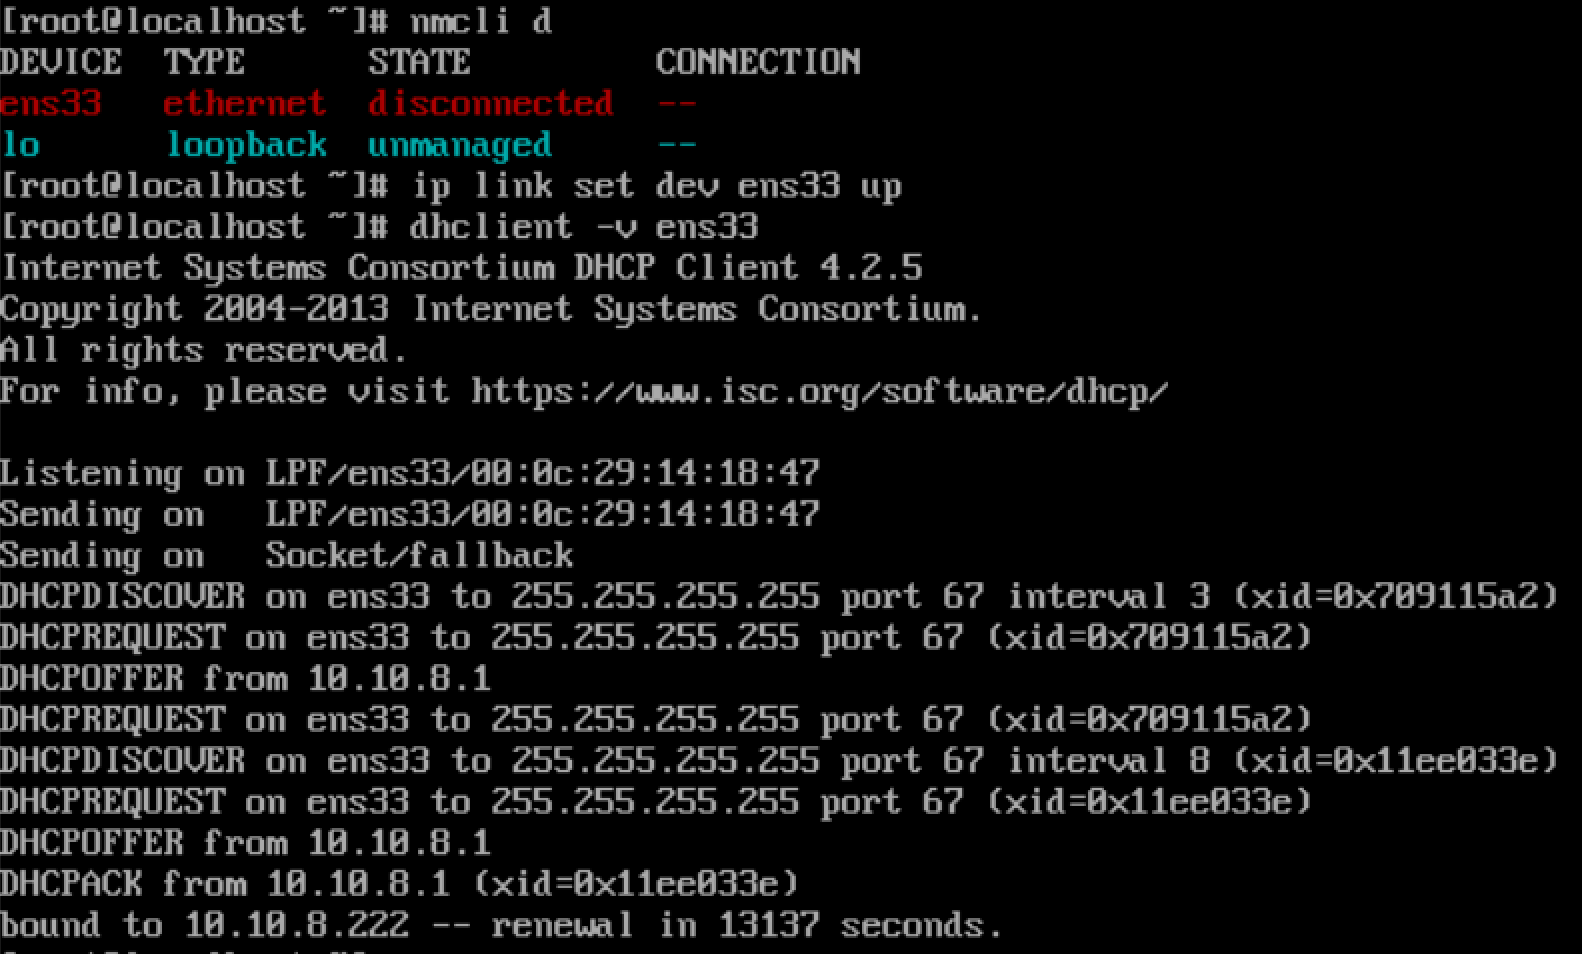 [root@localhost ~]# nmcli d
DEVICE  TYPE      STATE         CONNECTION
ens33   ethernet  disconnected  --
lo      loopback  unmanaged     --
[root@localhost ~]# ip link set dev ens33 up
[root@localhost ~]# dhclient -v ens33
Internet Systems Consortium DHCP Client 4.2.5
Copyright 2004-2013 Internet Systems Consortium.
All rights reserved.
For info, please visit https://www.isc.org/software/dhcp/

Listening on LPF/ens33/00:0c:29:14:18:47
Sending on   LPF/ens33/00:0c:29:14:18:47
Sending on   Socket/fallback
DHCPDISCOVER on ens33 to 255.255.255.255 port 67 interval 3 (xid=0x709115a2)
DHCPREQUEST on ens33 to 255.255.255.255 port 67 (xid=0x709115a2)
DHCPOFFER from 10.10.8.1
DHCPREQUEST on ens33 to 255.255.255.255 port 67 (xid=0x709115a2)
DHCPDISCOVER on ens33 to 255.255.255.255 port 67 interval 8 (xid=0x11ee033e)
DHCPREQUEST on ens33 to 255.255.255.255 port 67 (xid=0x11ee033e)
DHCPOFFER from 10.10.8.1
DHCPACK from 10.10.8.1 (xid=0x11ee033e)
bound to 10.10.8.222 -- renewal in 13137 seconds.